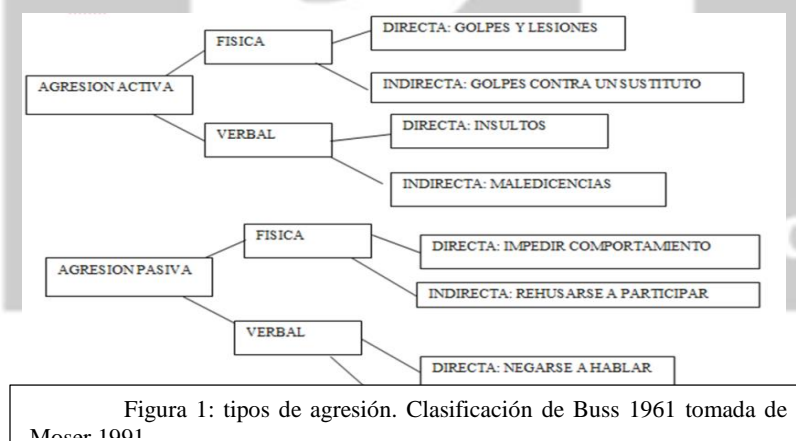 FISICA
DIRECTA: GOLPES Y LESIONES
AGRESION ACTIVA
INDIRECTA: GOLPES CONTRA UN SUSTITUTO
VERBAL
DIRECTA: INSULTOS
INDIRECTA: MALEDICENCIAS
FISICA
DIRECTA: IMPEDIR COMPORTAMIENTO
AGRESION PASIVA
INDIRECTA: REHUSARSE A PARTICIPAR
VERBAL
DIRECTA: NEGARSE A HABLAR
Figura 1: tipos de agresión. Clasificación de Buss 1961 tomada de
Moser 1991